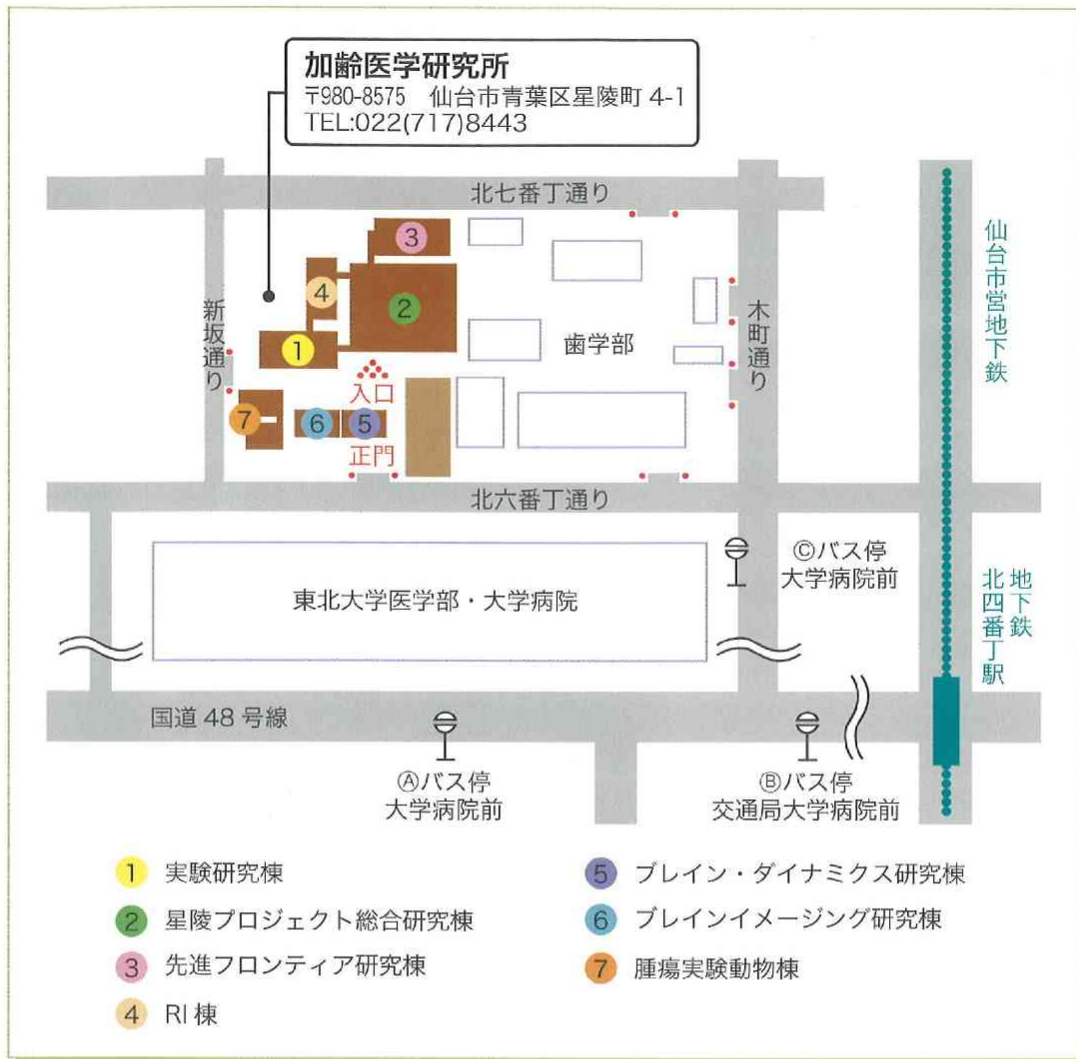 加齢医学研究所
〒980-8575　仙台市青葉区星陵町 4-1
TEL:022(717)8443
北七番丁通り
新坂通り
3
4
2
1
入口
7
6
5
正門
歯学部
木町通り
仙台市営地下鉄
北六番丁通り
東北大学医学部・大学病院
Ⓒバス停
大学病院前
地下鉄
北四番丁駅
国道 48 号線
Ⓐバス停
大学病院前
Ⓑバス停
交通局大学病院前
1 実験研究棟
2 星陵プロジェクト総合研究棟
3 先進フロンティア研究棟
4 RI 棟
5 ブレイン・ダイナミクス研究棟
6 ブレインイメージング研究棟
7 腫瘍実験動物棟